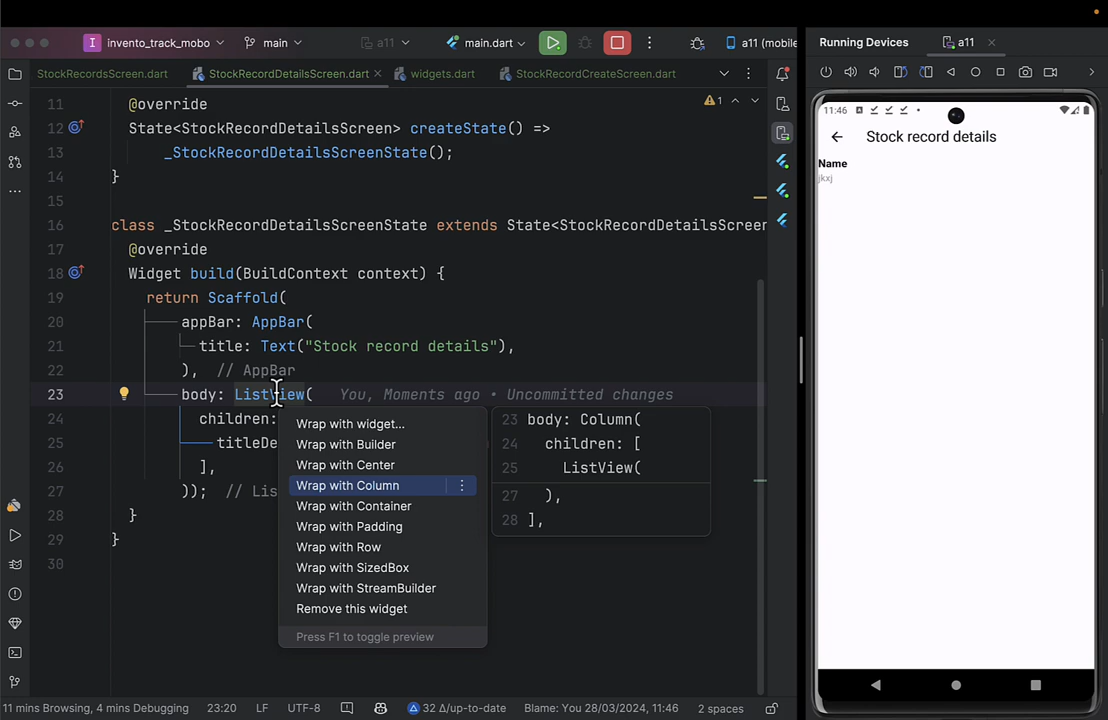 invento_track_mobo
main
a11
main.dart
a11 (mobile
Running Devices
a11
StockRecordsScreen.dart
StockRecordDetailsScreen.dart
widgets.dart
StockRecordCreateScreen.dart
11 @override
1
12 State<StockRecordDetailsScreen> createState() =>
13 _StockRecordDetailsScreenState();
14 }
15
16 class _StockRecordDetailsScreenState extends State<StockRecordDetailsScreen
17 @override
18 Widget build(BuildContext context) {
19 return Scaffold(
20 appBar: AppBar(
21 title: Text("Stock record details"),
22 ), // AppBar
23 body: ListView( You, Moments ago • Uncommitted changes
24 children:
25 titleDe
26 ],
27 )); // Lis
28 }
29 }
30
Wrap with widget...
Wrap with Builder
Wrap with Center
Wrap with Column
Wrap with Container
Wrap with Padding
Wrap with Row
Wrap with SizedBox
Wrap with StreamBuilder
Remove this widget
Press F1 to toggle preview
23 body: Column(
24 children: [
25 ListView(
27 ),
28 ],
11:46
Stock record details
Name
jkxj
11 mins Browsing, 4 mins Debugging
23:20
LF
UTF-8
32 Δ/up-to-date
Blame: You 28/03/2024, 11:46
2 spaces